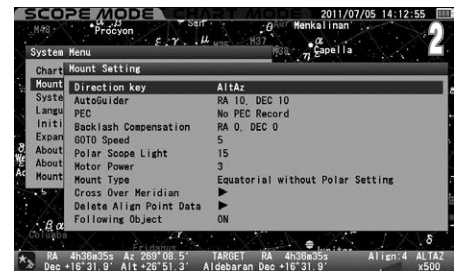 SCOPE MODE CHART MODE 2011/07/05 14:12:55
M48 Procyon Menkalinan
ε γ μ M37 θ
M38 η α Capella
2
System Menu
Chart
Mount Setting
Mount
Direction key AltAz
Syste
AutoGuider RA 10, DEC 10
Langu
PEC No PEC Record
Initi
Backlash Compensation RA 0, DEC 0
Expan
GOTO Speed 5
About
Polar Scope Light 15
About
Motor Power 3
Mount
Mount Type Equatorial without Polar Setting
Cross Over Meridian ▶
Delete Align Point Data ▶
Following Object ON
β α
Columba
δ
RA 4h36m35s Az 269°08.5' TARGET RA 4h36m35s Align:4 ALTAZ
Dec +16°31.9' Alt +26°51.3' Aldebaran Dec +16°31.9' x500